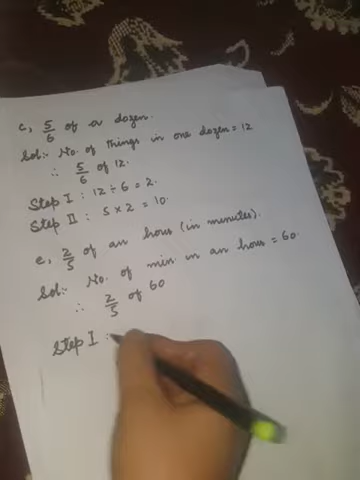 c, 5/6 of a dozen.
Sol:- No. of things in one dozen = 12
∴ 5/6 of 12.
Step I : 12 ÷ 6 = 2.
Step II : 5 x 2 = 10.
e, 2/5 of an hour (in minutes).
Sol:- No. of min in an hour = 60.
∴ 2/5 of 60
Step I :